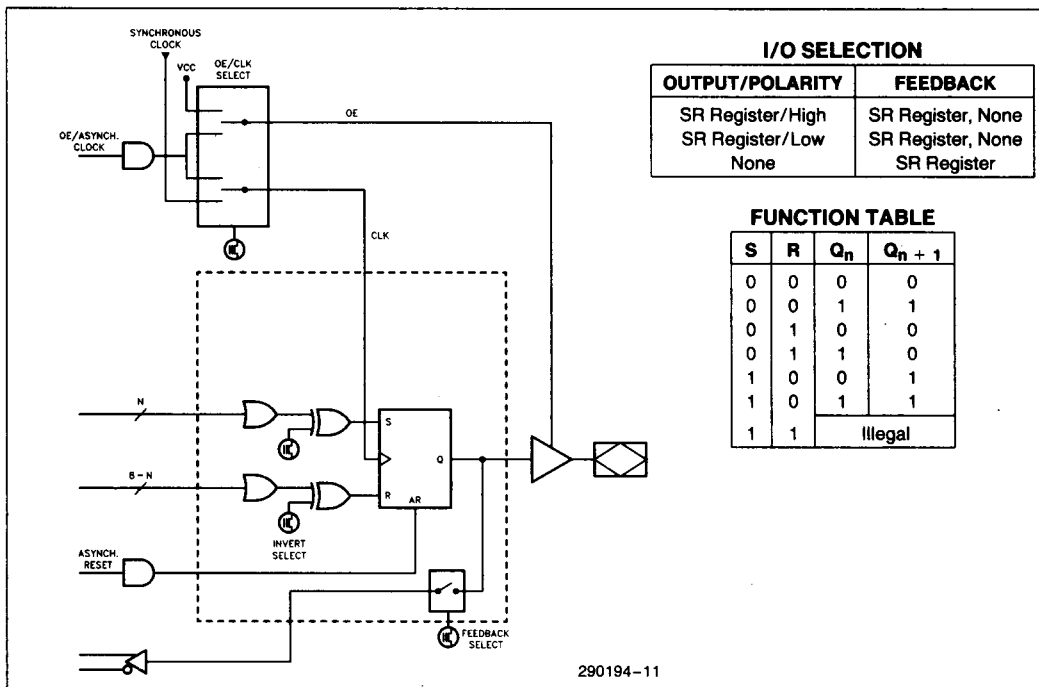 SYNCHRONOUS
CLOCK
VCC
OE/CLK
SELECT
OE
OE/ASYNCH.
CLOCK
CLK
N
S
Q
8-N
R
AR
INVERT
SELECT
ASYNCH.
RESET
FEEDBACK
SELECT
290194-11
I/O SELECTION
OUTPUT/POLARITY FEEDBACK
SR Register/High SR Register, None
SR Register/Low SR Register, None
None SR Register
FUNCTION TABLE
S R Qn Qn + 1
0 0 0 0
0 0 1 1
0 1 0 0
0 1 1 0
1 0 0 1
1 0 1 1
1 1 Illegal